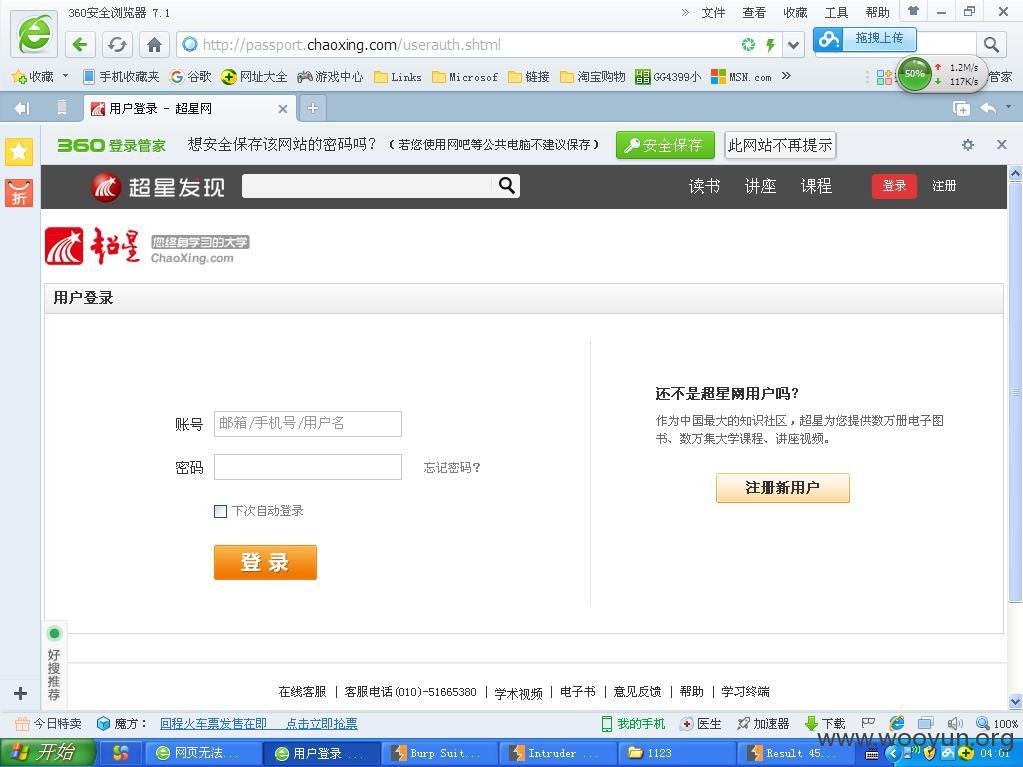 360安全浏览器 7.1
» 文件 查看 收藏 工具 帮助
http://passport.chaoxing.com/userauth.shtml
拖拽上传
收藏 手机收藏夹 谷歌 网址大全 游戏中心 Links Microsof 链接 淘宝购物 GG4399小 MSN.com »
50% 1.2M/s 117K/s 管家
用户登录 - 超星网
360登录管家 想安全保存该网站的密码吗？（若您使用网吧等公共电脑不建议保存） 安全保存 此网站不再提示
折
超星发现 读书 讲座 课程 登录 注册
超星 您终身学习的大学
ChaoXing.com
用户登录
账号 邮箱/手机号/用户名
密码 忘记密码?
下次自动登录
登 录
还不是超星网用户吗?
作为中国最大的知识社区，超星为您提供数万册电子图
书、数万集大学课程、讲座视频。
注册新用户
好搜推荐
在线客服 | 客服电话(010)-51665380 | 学术视频 | 电子书 | 意见反馈 | 帮助 | 学习终端
今日特卖 魔方： 回程火车票发售在即 点击立即抢票 我的手机 医生 加速器 下载 100%
www.wooyun.org
开始 网页无法... 用户登录 ... Burp Suit... Intruder ... 1123 Result 45... 04:01